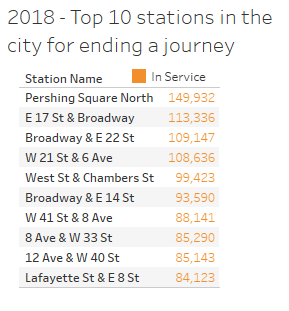 2018 - Top 10 stations in the
city for ending a journey
Station Name In Service
Pershing Square North 149,932
E 17 St & Broadway 113,336
Broadway & E 22 St 109,147
W 21 St & 6 Ave 108,636
West St & Chambers St 99,423
Broadway & E 14 St 93,590
W 41 St & 8 Ave 88,141
8 Ave & W 33 St 85,290
12 Ave & W 40 St 85,143
Lafayette St & E 8 St 84,123